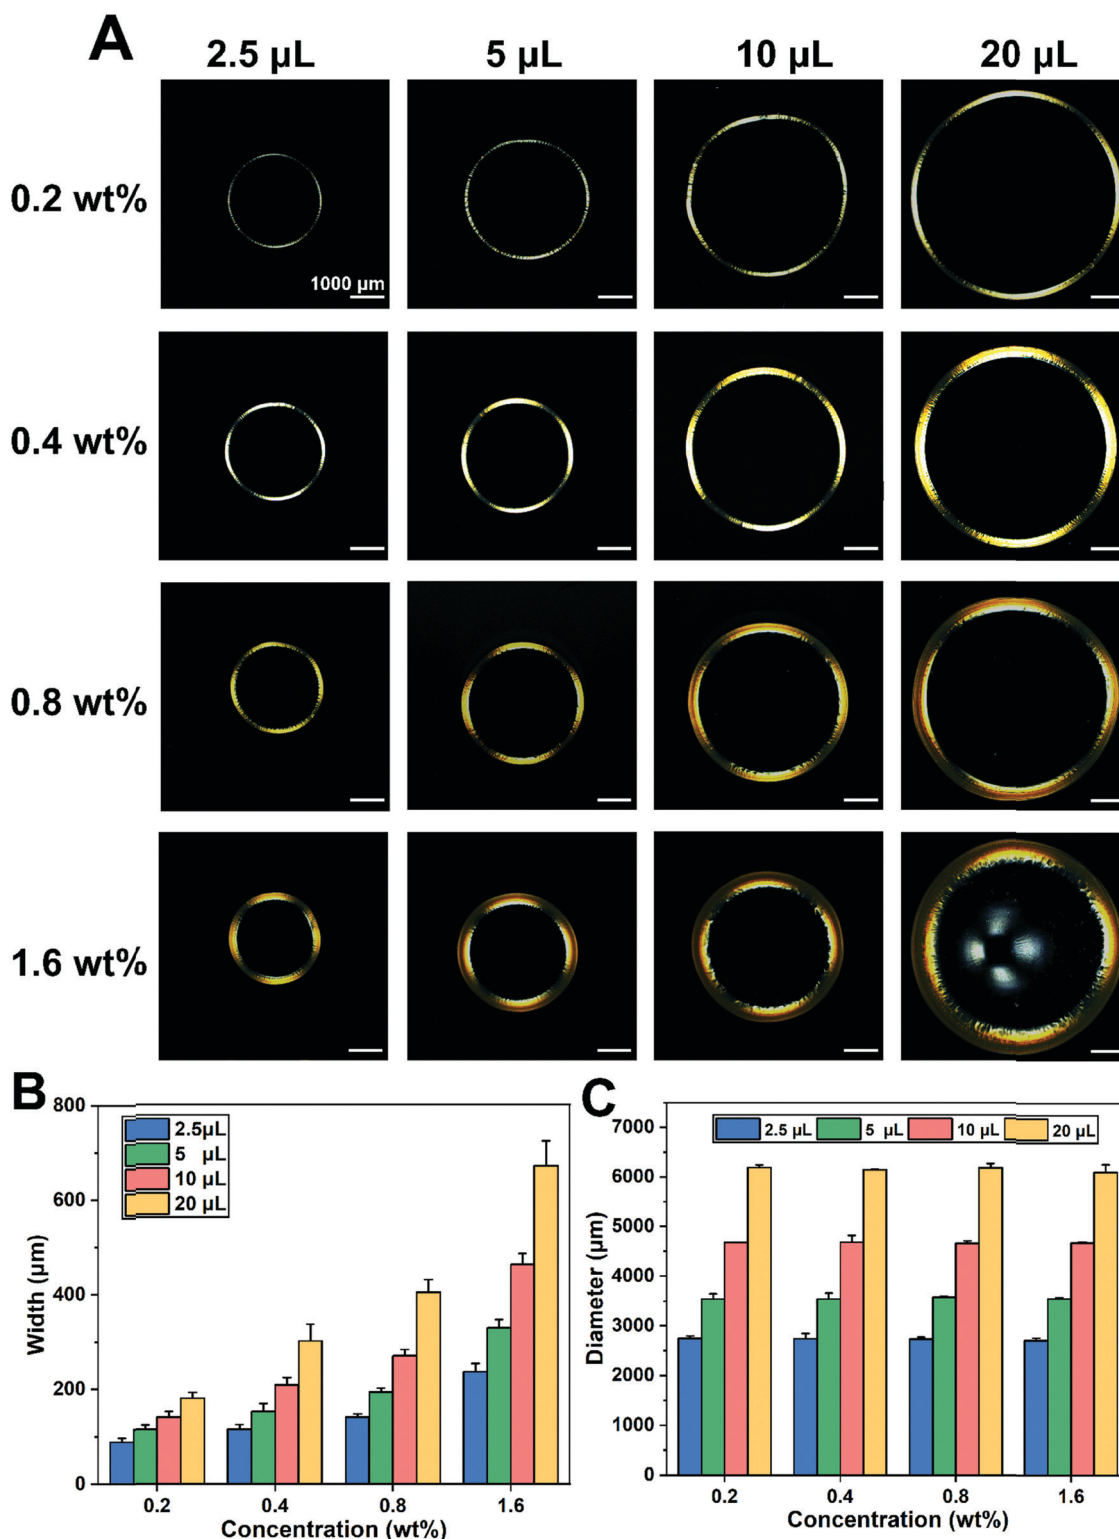 A
2.5 µL 5 µL 10 µL 20 µL
0.2 wt%
1000 µm
0.4 wt%
0.8 wt%
1.6 wt%
B
800
600
400
200
0
Width (µm)
2.5µL
5 µL
10 µL
20 µL
0.2 0.4 0.8 1.6
Concentration (wt%)
C
7000
6000
5000
4000
3000
2000
1000
0
Diameter (µm)
2.5 µL 5 µL 10 µL 20 µL
0.2 0.4 0.8 1.6
Concentration (wt%)